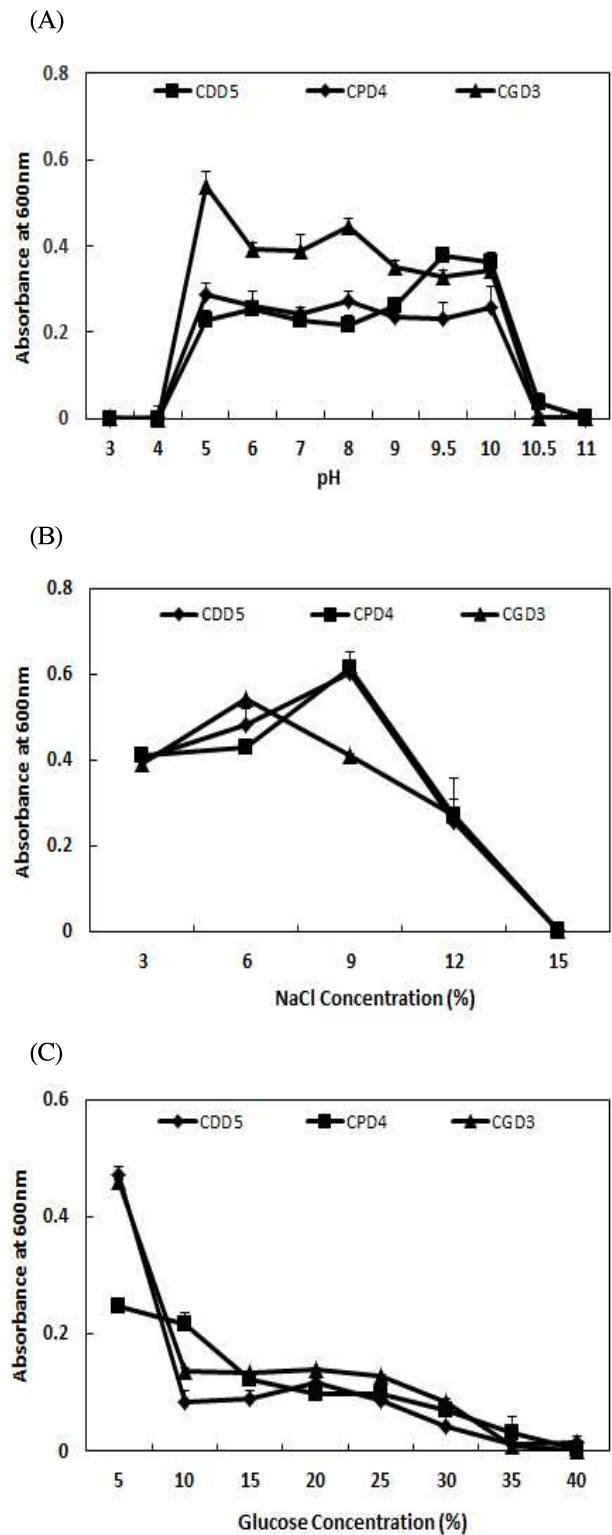 (A)
0.8
CDD5 CPD4 CGD3
0.6
0.4
0.2
0
Absorbance at 600nm
3 4 5 6 7 8 9 9.5 10 10.5 11
pH
(B)
0.8
CDD5 CPD4 CGD3
0.6
0.4
0.2
0
Absorbance at 600nm
3 6 9 12 15
NaCl Concentration (%)
(C)
0.6
CDD5 CPD4 CGD3
0.4
0.2
0
Absorbance at 600nm
5 10 15 20 25 30 35 40
Glucose Concentration (%)